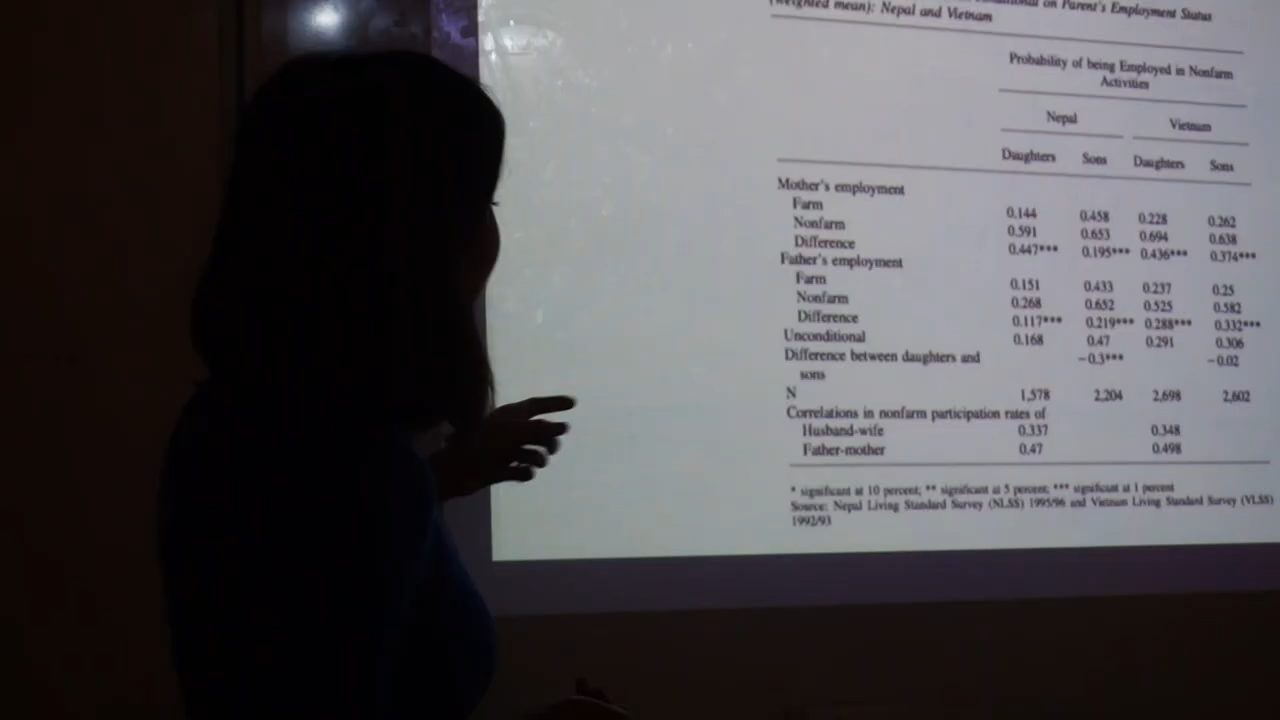 on Parent's Employment Status
(weighted mean): Nepal and Vietnam
Probability of being Employed in Nonfarm
Activities
Nepal Vietnam
Daughters Sons Daughters Sons
Mother's employment
Farm 0.144 0.458 0.228 0.262
Nonfarm 0.591 0.653 0.694 0.638
Difference 0.447*** 0.195*** 0.436*** 0.374***
Father's employment
Farm 0.151 0.433 0.237 0.25
Nonfarm 0.268 0.652 0.525 0.582
Difference 0.117*** 0.219*** 0.288*** 0.332***
Unconditional 0.168 0.47 0.291 0.306
Difference between daughters and −0.3*** −0.02
sons
N 1,578 2,204 2,698 2,602
Correlations in nonfarm participation rates of
Husband-wife 0.337 0.348
Father-mother 0.47 0.498
* significant at 10 percent; ** significant at 5 percent; *** significant at 1 percent
Source: Nepal Living Standard Survey (NLSS) 1995/96 and Vietnam Living Standard Survey (VLSS)
1992/93